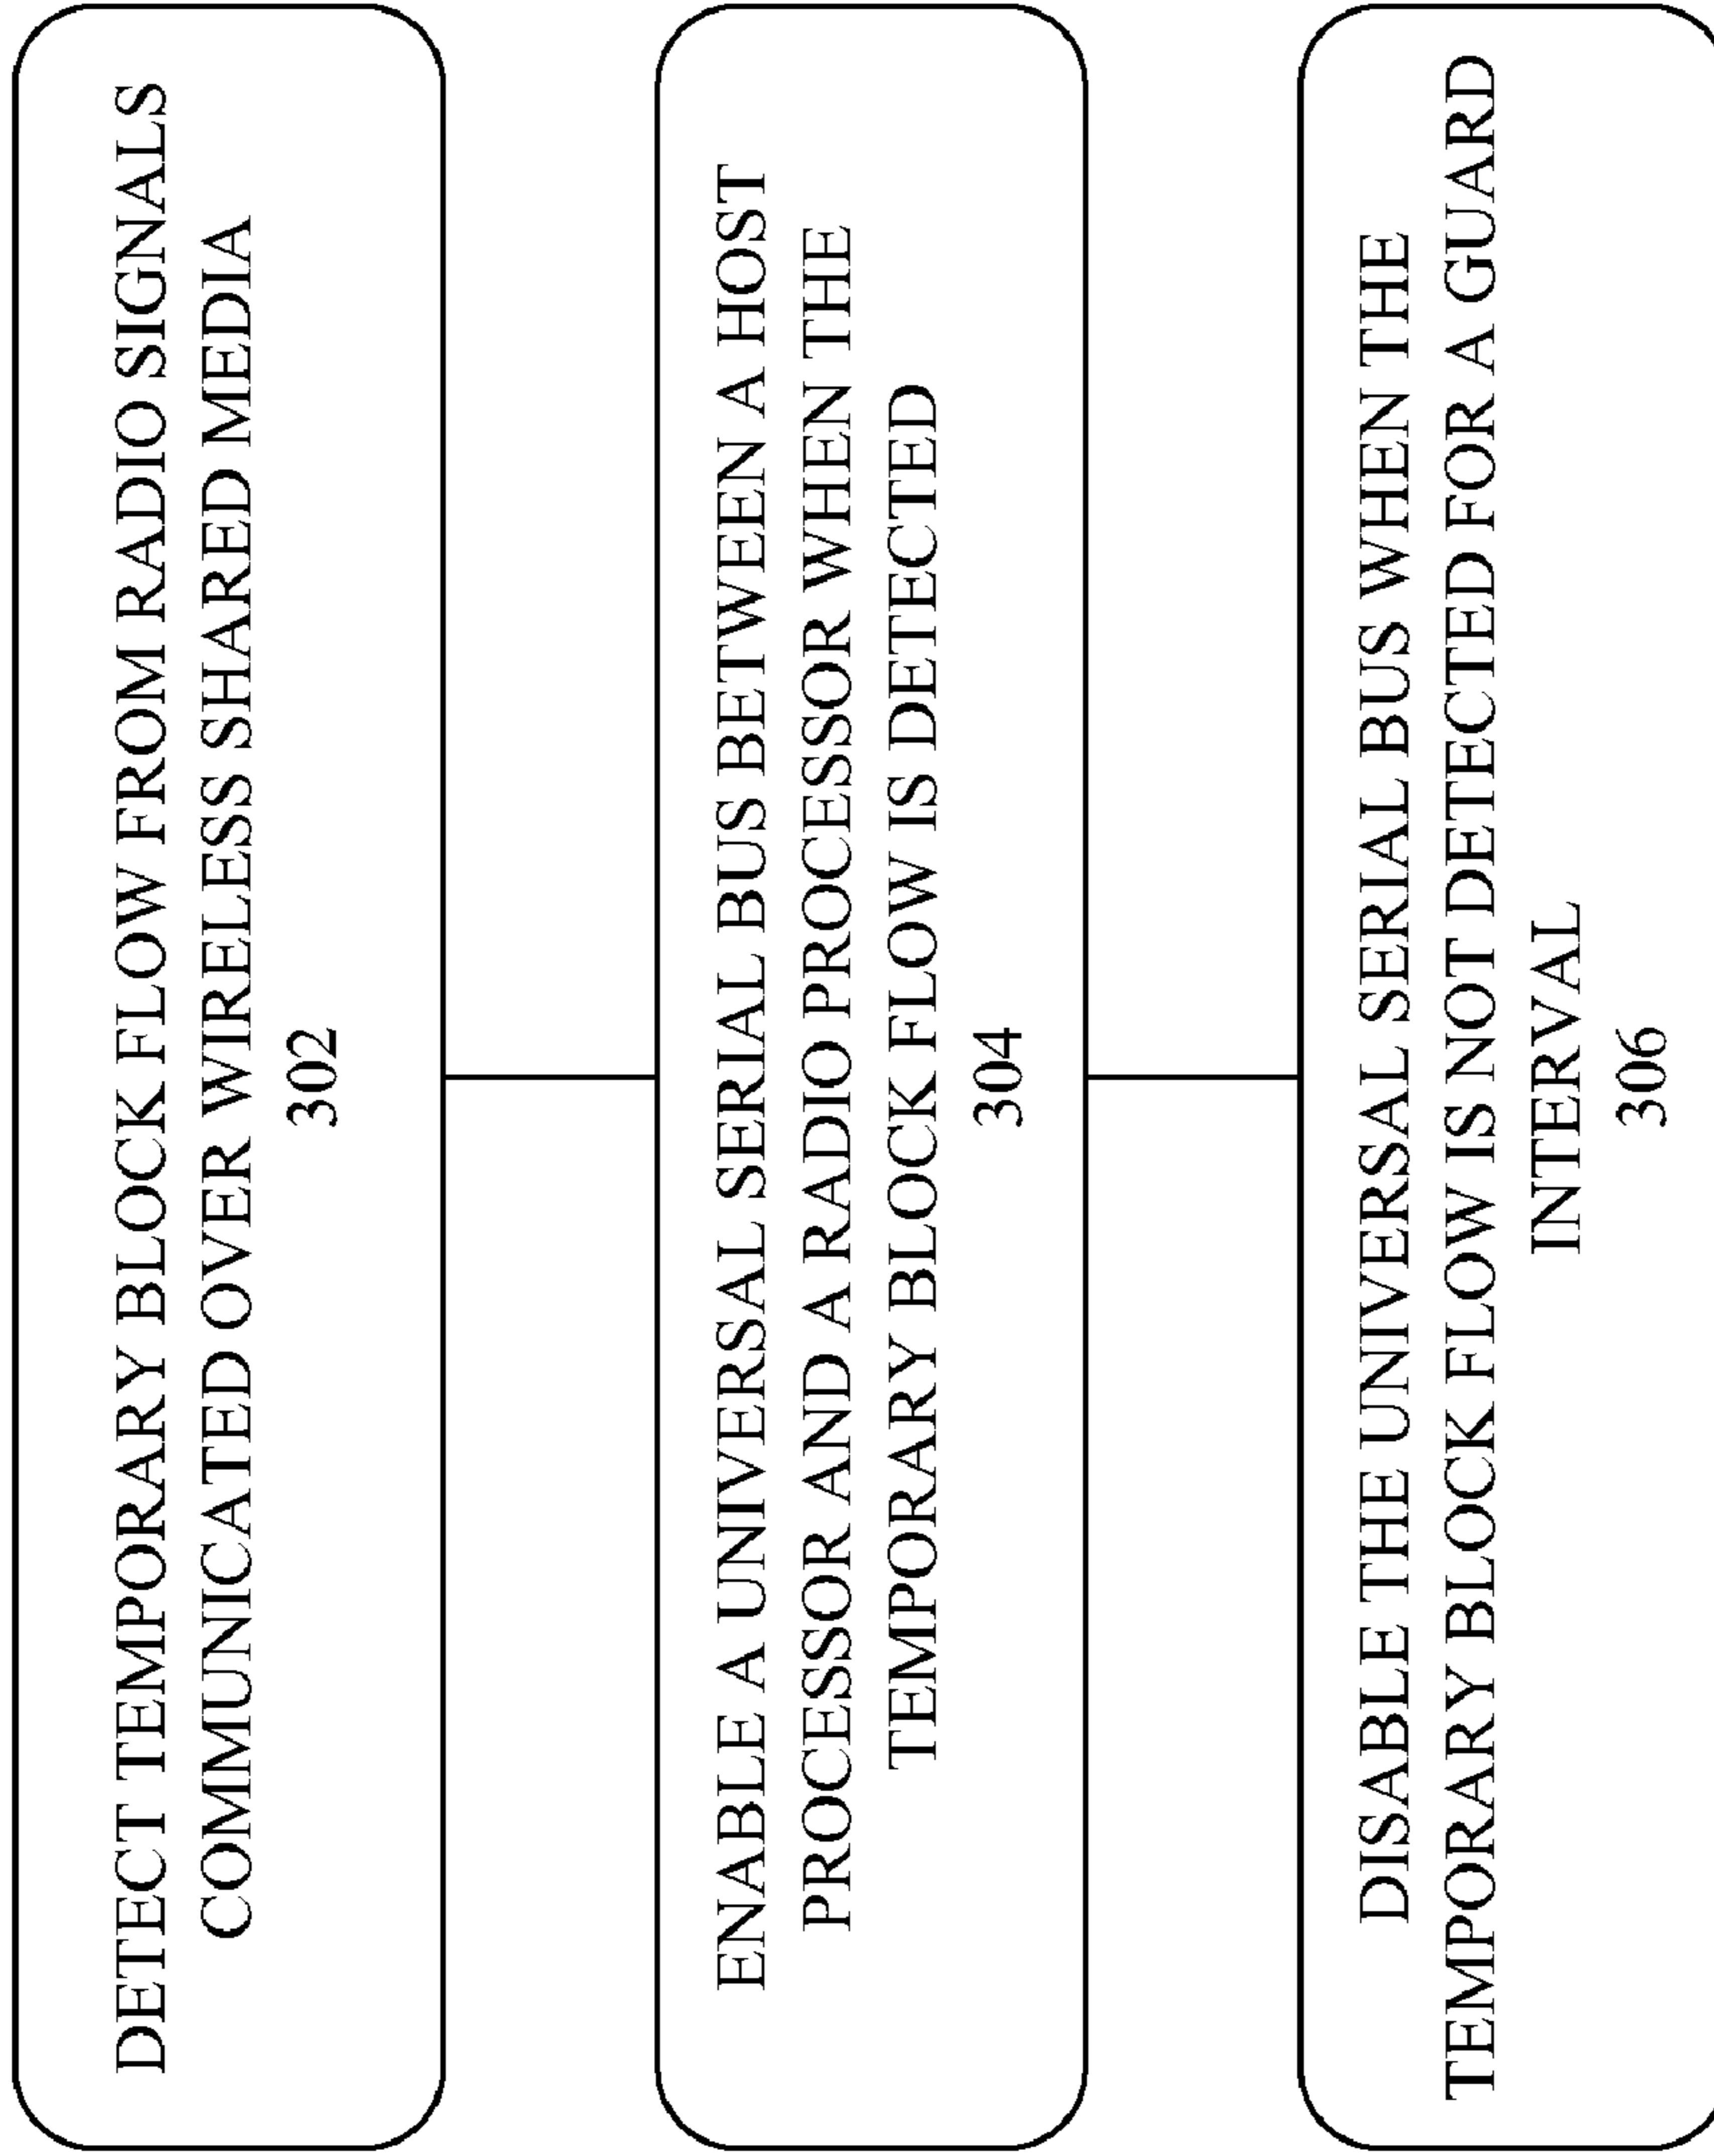 DETECT TEMPORARY BLOCK FLOW FROM RADIO SIGNALS
COMMUNICATED OVER WIRELESS SHARED MEDIA
302
ENABLE A UNIVERSAL SERIAL BUS BETWEEN A HOST
PROCESSOR AND A RADIO PROCESSOR WHEN THE
TEMPORARY BLOCK FLOW IS DETECTED
304
DISABLE THE UNIVERSAL SERIAL BUS WHEN THE
TEMPORARY BLOCK FLOW IS NOT DETECTED FOR A GUARD
INTERVAL
306